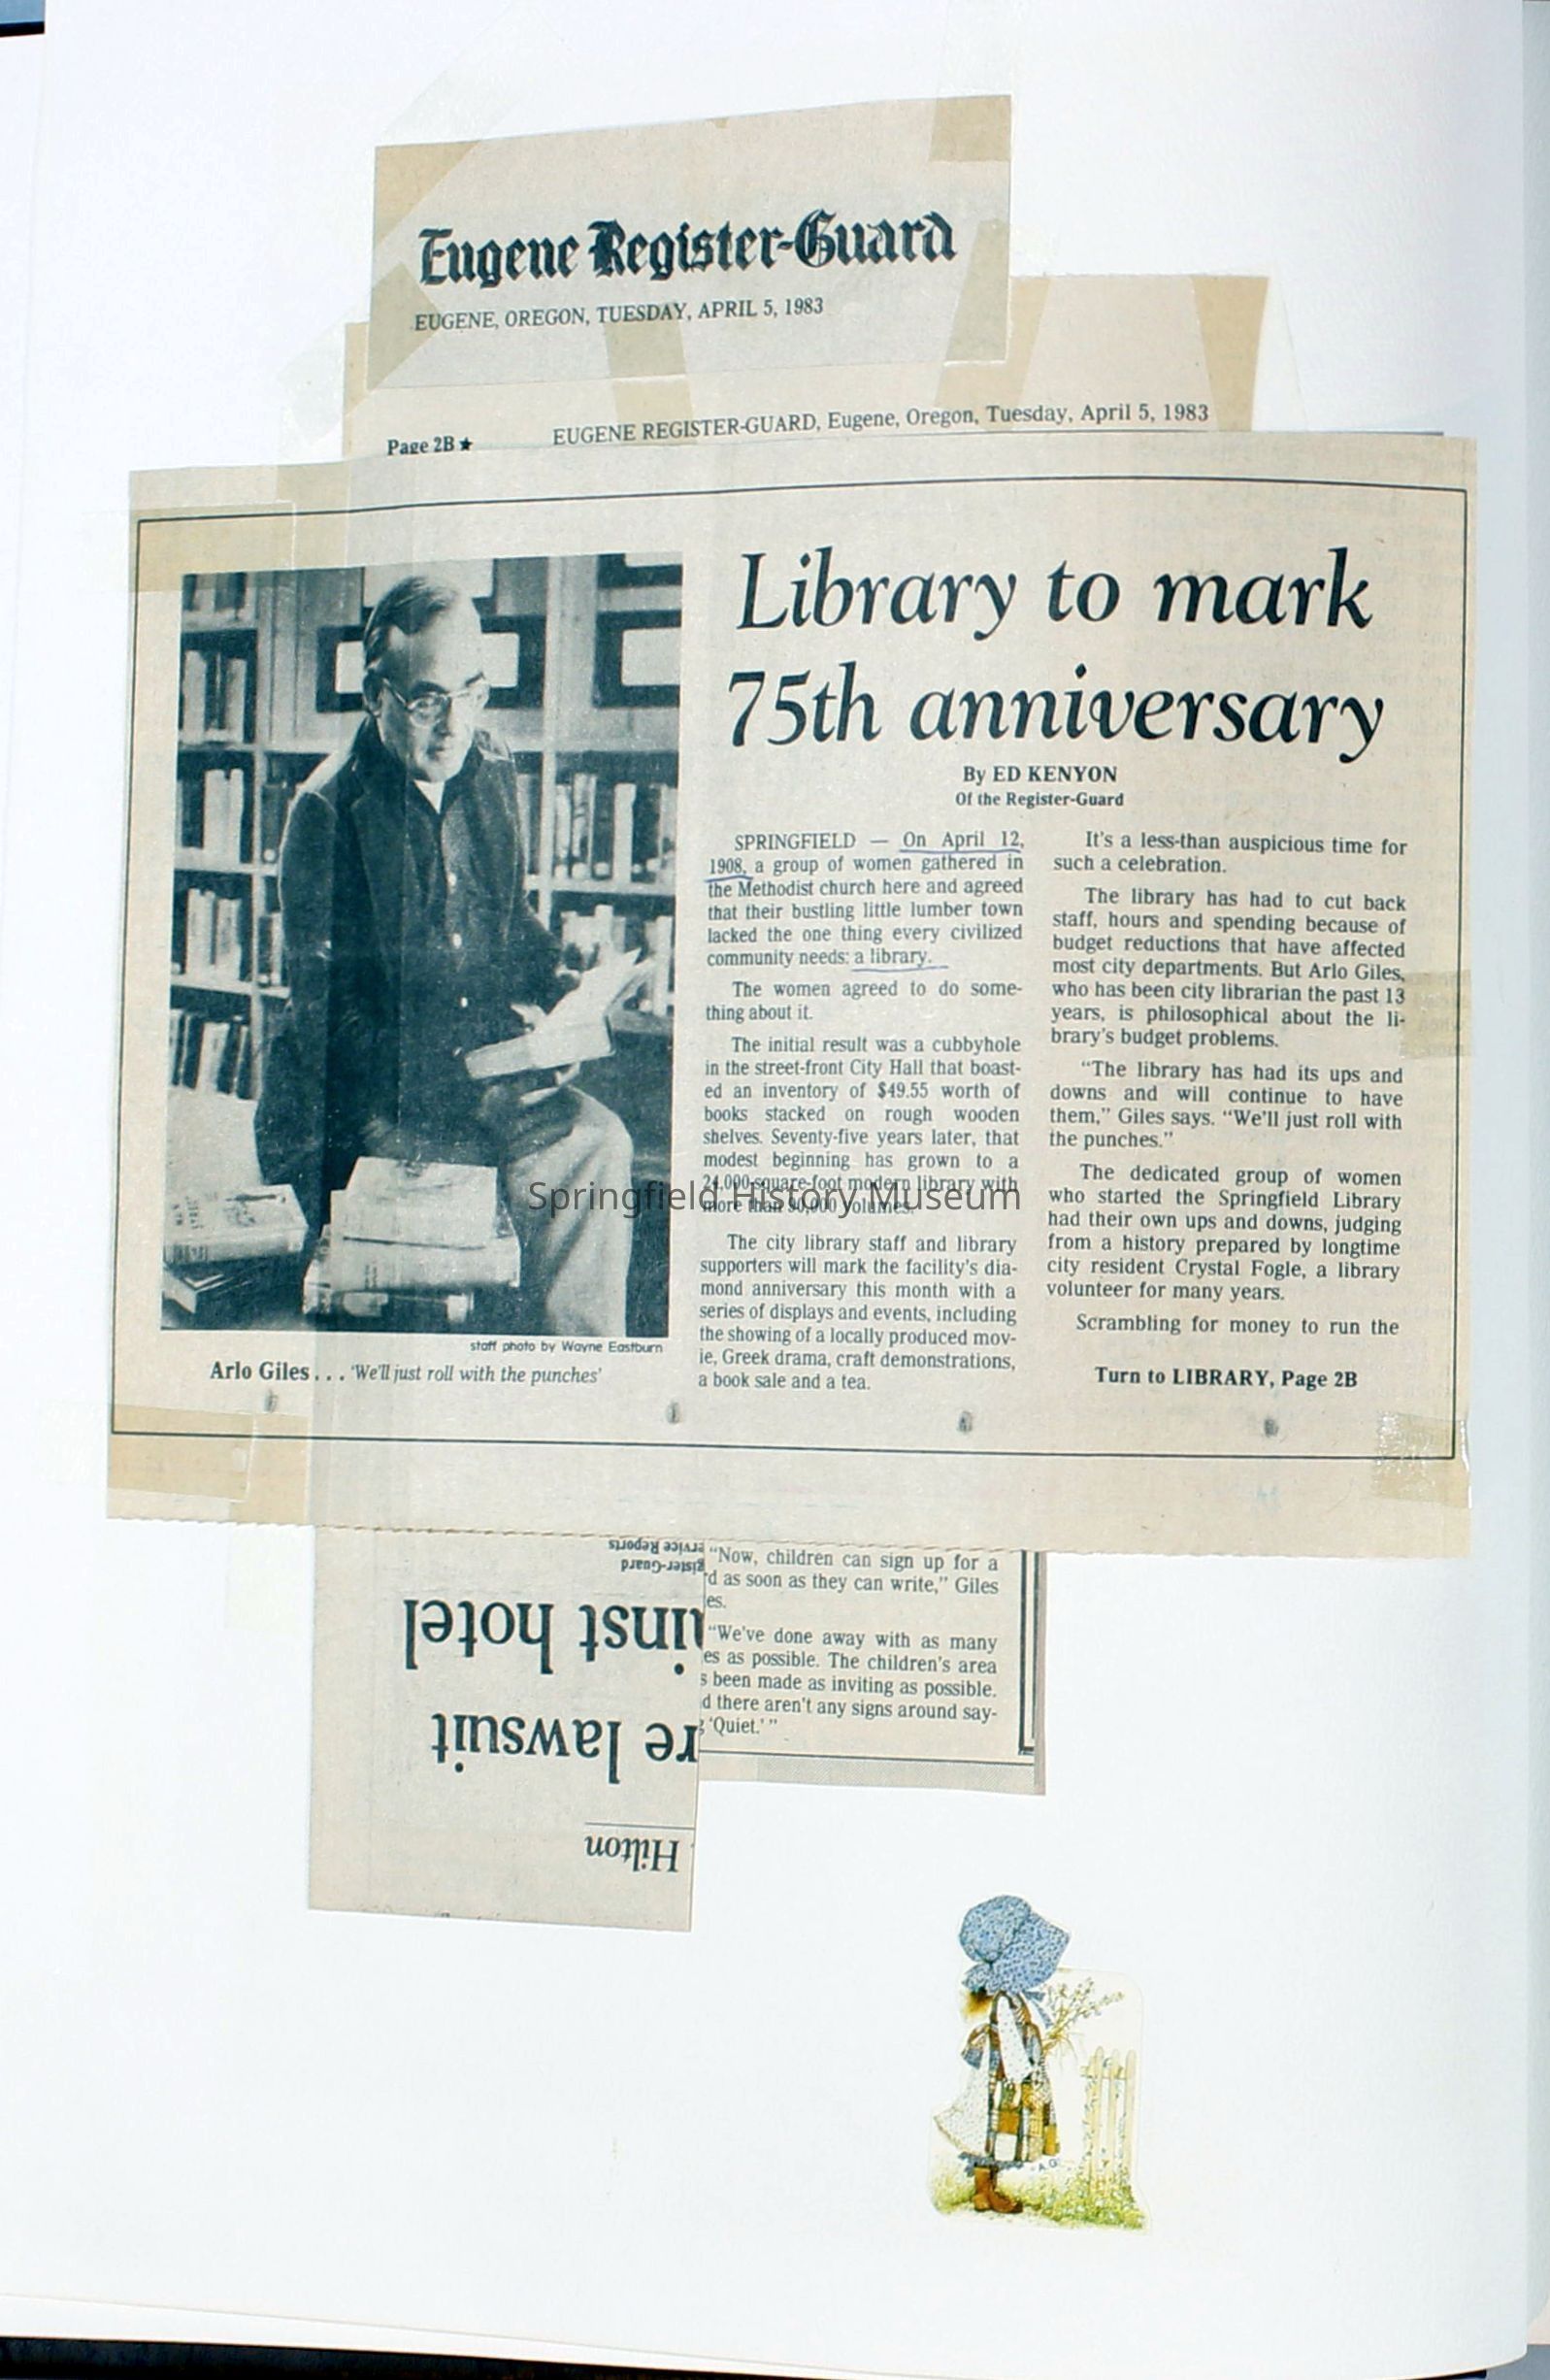 Eugene Register-Guard
EUGENE, OREGON, TUESDAY, APRIL 5, 1983
Page 2B ★ EUGENE REGISTER-GUARD, Eugene, Oregon, Tuesday, April 5, 1983
Library to mark
75th anniversary
By ED KENYON
Of the Register-Guard
SPRINGFIELD — On April 12,
1908, a group of women gathered in
the Methodist church here and agreed
that their bustling little lumber town
lacked the one thing every civilized
community needs: a library.
The women agreed to do some-
thing about it.
The initial result was a cubbyhole
in the street-front City Hall that boast-
ed an inventory of $49.55 worth of
books stacked on rough wooden
shelves. Seventy-five years later, that
modest beginning has grown to a
24,000-square-foot modern library with
more than 90,000 volumes.
The city library staff and library
supporters will mark the facility's dia-
mond anniversary this month with a
series of displays and events, including
the showing of a locally produced mov-
ie, Greek drama, craft demonstrations,
a book sale and a tea.
It's a less-than auspicious time for
such a celebration.
The library has had to cut back
staff, hours and spending because of
budget reductions that have affected
most city departments. But Arlo Giles,
who has been city librarian the past 13
years, is philosophical about the li-
brary's budget problems.
"The library has had its ups and
downs and will continue to have
them," Giles says. "We'll just roll with
the punches."
The dedicated group of women
who started the Springfield Library
had their own ups and downs, judging
from a history prepared by longtime
city resident Crystal Fogle, a library
volunteer for many years.
Scrambling for money to run the
Turn to LIBRARY, Page 2B
staff photo by Wayne Eastburn
Arlo Giles . . . 'We'll just roll with the punches'
Springfield History Museum
"Now, children can sign up for a
d as soon as they can write," Giles
es.
"We've done away with as many
es as possible. The children's area
s been made as inviting as possible.
d there aren't any signs around say-
g 'Quiet.' "
Hilton
re lawsuit
inst hotel
gister-Guard
ervice Reports
A.G.